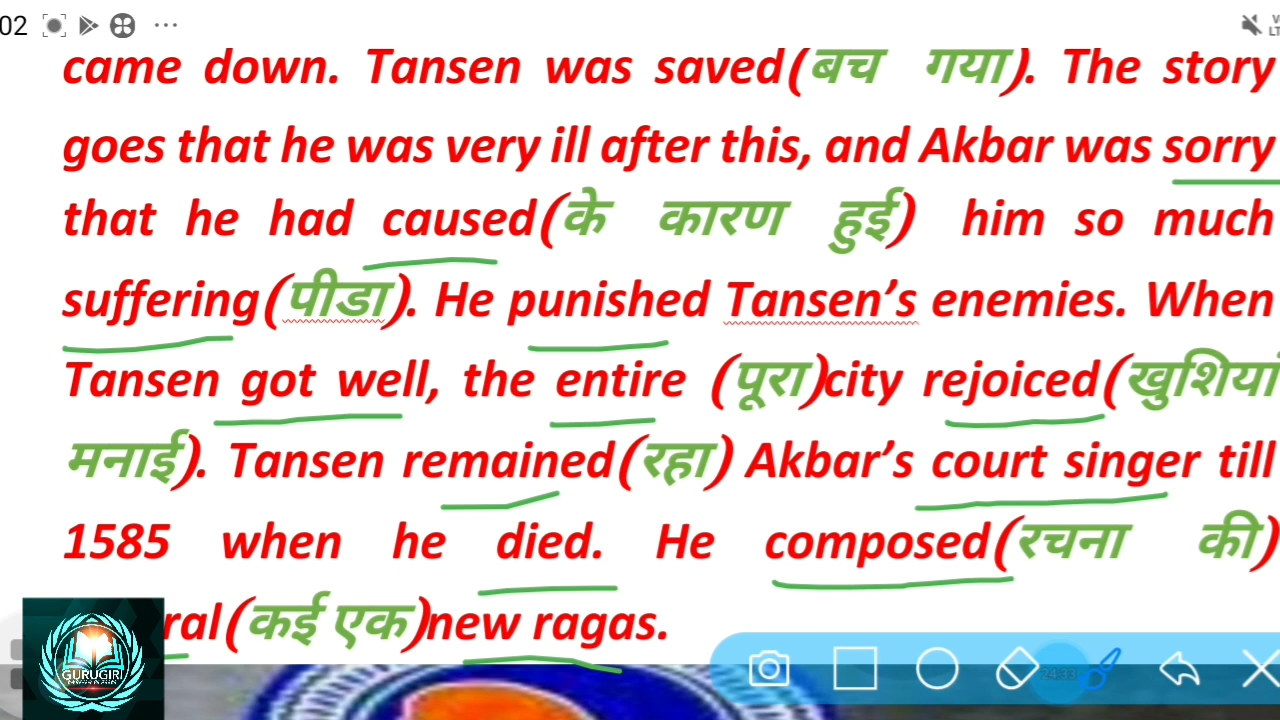 02
came down. Tansen was saved(बच गया). The story
goes that he was very ill after this, and Akbar was sorry
that he had caused(के कारण हुई) him so much
suffering(पीडा). He punished Tansen's enemies. When
Tansen got well, the entire (पूरा)city rejoiced(खुशियां
मनाई). Tansen remained(रहा) Akbar's court singer till
1585 when he died. He composed(रचना की)
ral(कई एक)new ragas.
GURUGIRI
24:33